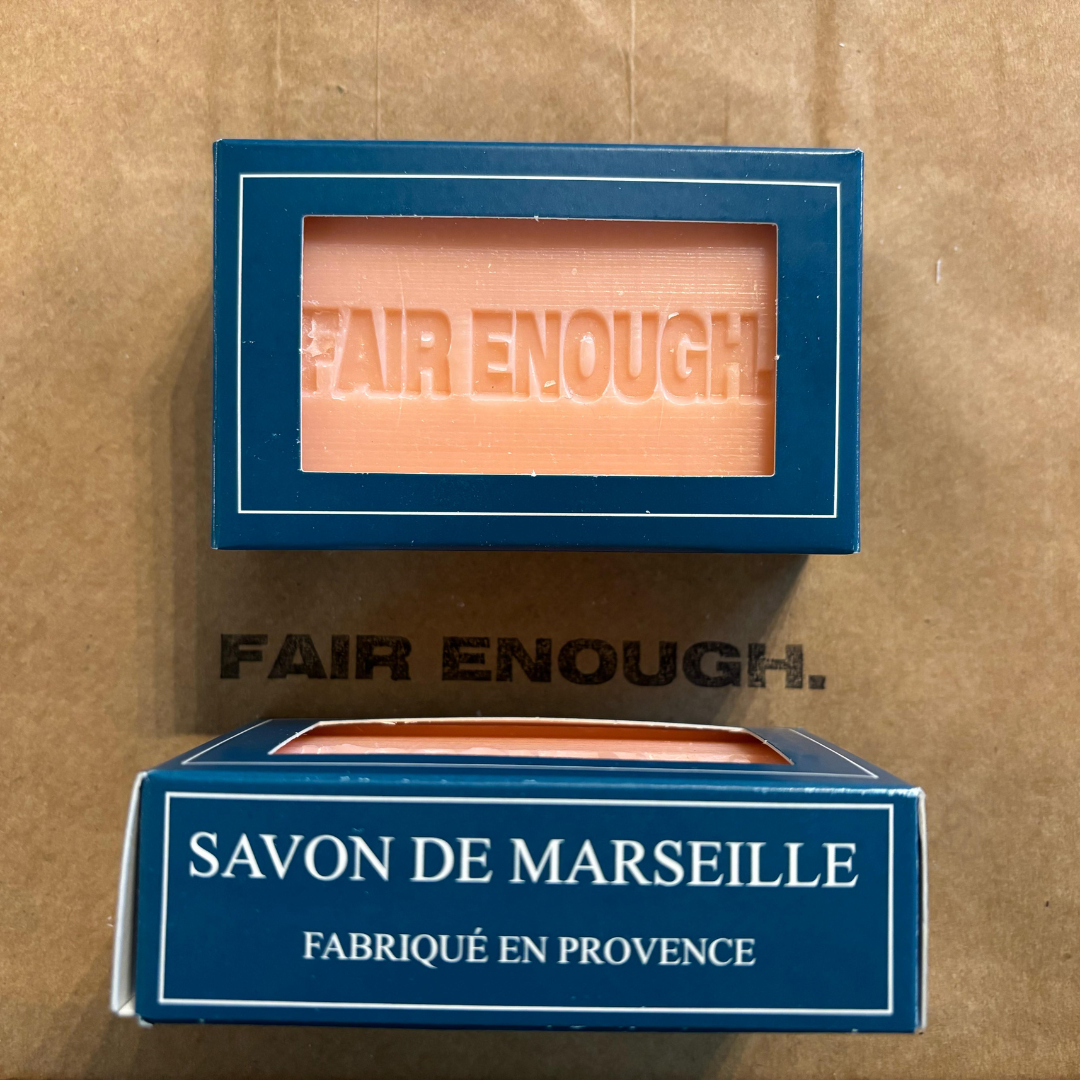 FAIR ENOUGH.
FAIR ENOUGH.
SAVON DE MARSEILLE
FABRIQUÉ EN PROVENCE